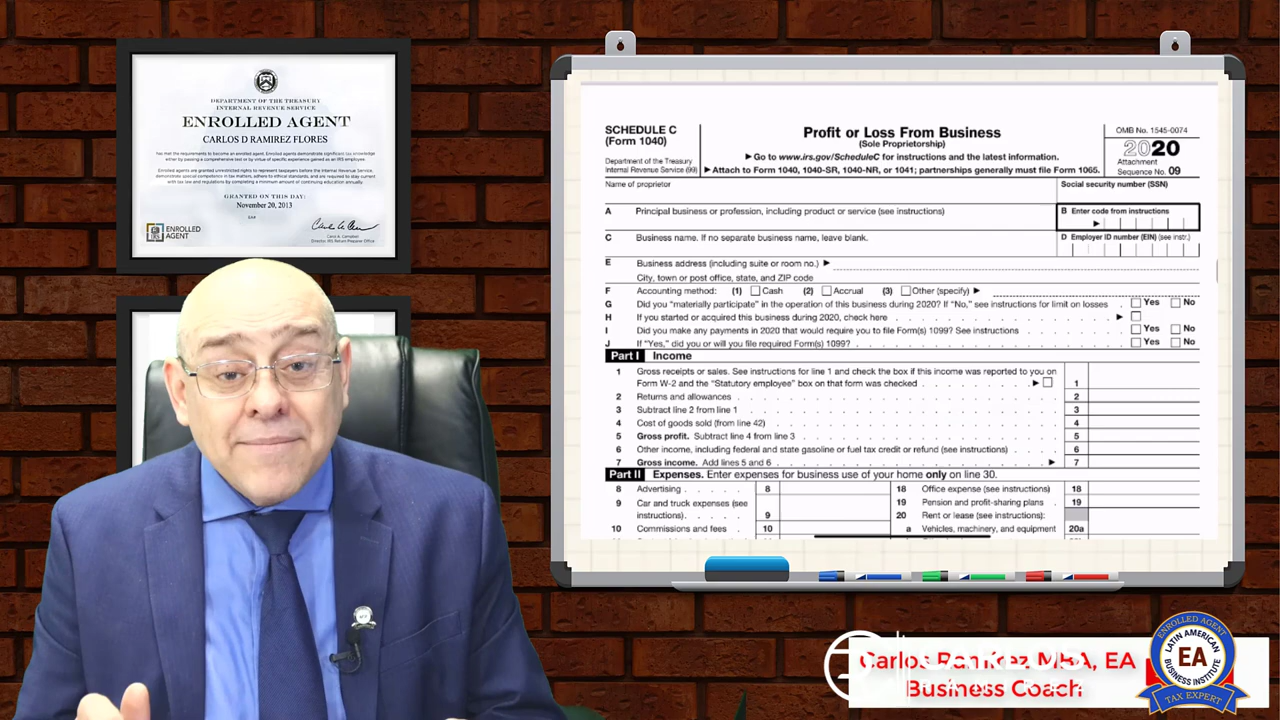 DEPARTMENT OF THE TREASURY
INTERNAL REVENUE SERVICE
ENROLLED AGENT
CARLOS D RAMIREZ FLORES
GRANTED ON THIS DAY:
November 20, 2013
ENROLLED
AGENT
SCHEDULE C
(Form 1040)
Department of the Treasury
Internal Revenue Service (99)
Profit or Loss From Business
(Sole Proprietorship)
▶ Go to www.irs.gov/ScheduleC for instructions and the latest information.
▶ Attach to Form 1040, 1040-SR, 1040-NR, or 1041; partnerships generally must file Form 1065.
OMB No. 1545-0074
2020
Attachment
Sequence No. 09
Name of proprietor
Social security number (SSN)
A Principal business or profession, including product or service (see instructions)
B Enter code from instructions
▶
C Business name. If no separate business name, leave blank.
D Employer ID number (EIN) (see instr.)
E Business address (including suite or room no.) ▶
City, town or post office, state, and ZIP code
F Accounting method: (1) Cash (2) Accrual (3) Other (specify) ▶
G Did you "materially participate" in the operation of this business during 2020? If "No," see instructions for limit on losses Yes No
H If you started or acquired this business during 2020, check here ▶
I Did you make any payments in 2020 that would require you to file Form(s) 1099? See instructions Yes No
J If "Yes," did you or will you file required Form(s) 1099? Yes No
Part I Income
1 Gross receipts or sales. See instructions for line 1 and check the box if this income was reported to you on
Form W-2 and the "Statutory employee" box on that form was checked ▶ 1
2 Returns and allowances 2
3 Subtract line 2 from line 1 3
4 Cost of goods sold (from line 42) 4
5 Gross profit. Subtract line 4 from line 3 5
6 Other income, including federal and state gasoline or fuel tax credit or refund (see instructions) 6
7 Gross income. Add lines 5 and 6 ▶ 7
Part II Expenses. Enter expenses for business use of your home only on line 30.
8 Advertising 8
9 Car and truck expenses (see
instructions) 9
10 Commissions and fees 10
18 Office expense (see instructions) 18
19 Pension and profit-sharing plans 19
20 Rent or lease (see instructions):
a Vehicles, machinery, and equipment 20a
Carlos Ramirez MBA, EA
Business Coach
ENROLLED AGENT
LATIN AMERICAN
EA
BUSINESS INSTITUTE
TAX EXPERT